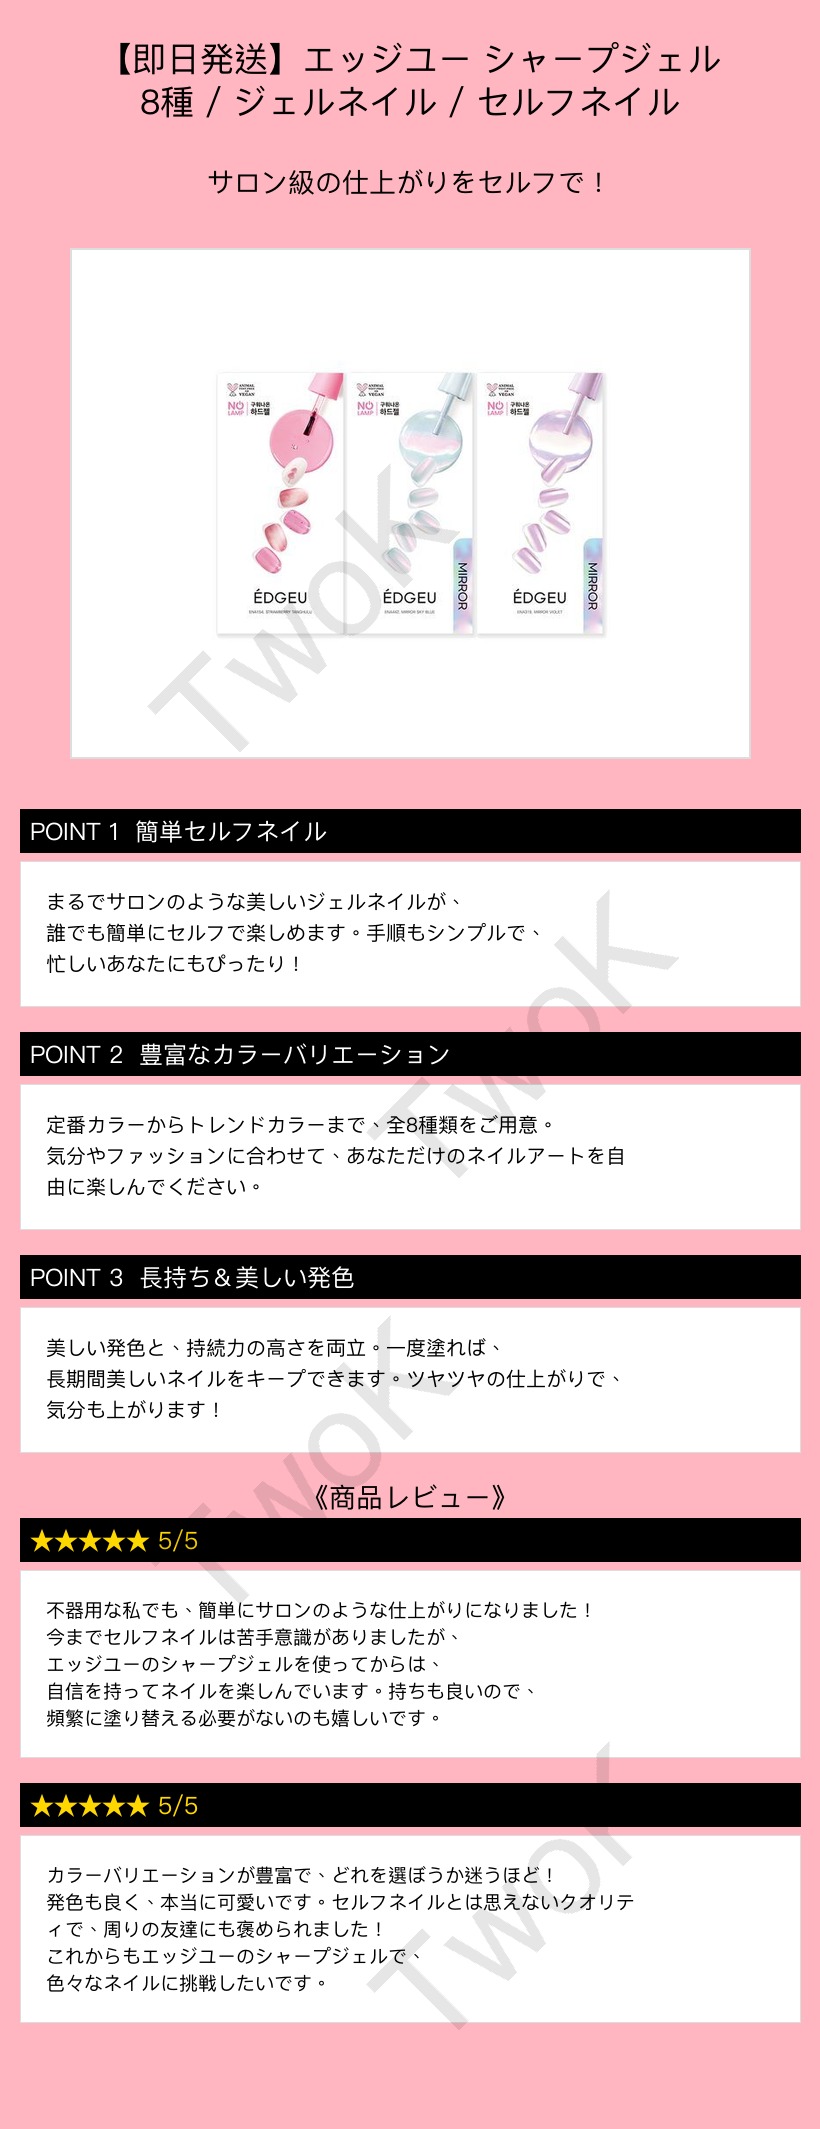 【即日発送】エッジユー シャープジェル
8種 / ジェルネイル / セルフネイル
サロン級の仕上がりをセルフで！
ANIMAL
VEGAN
NO
LAMP
구워나온
하드젤
ÉDGEU
ANIMAL
VEGAN
NO
LAMP
구워나온
하드젤
MIRROR
ÉDGEU
ANIMAL
VEGAN
NO
LAMP
구워나온
하드젤
MIRROR
ÉDGEU
TwoK
POINT 1 簡単セルフネイル
まるでサロンのような美しいジェルネイルが、
誰でも簡単にセルフで楽しめます。手順もシンプルで、
忙しいあなたにもぴったり！
TwoK
POINT 2 豊富なカラーバリエーション
定番カラーからトレンドカラーまで、全8種類をご用意。
気分やファッションに合わせて、あなただけのネイルアートを自
由に楽しんでください。
POINT 3 長持ち＆美しい発色
美しい発色と、持続力の高さを両立。一度塗れば、
長期間美しいネイルをキープできます。ツヤツヤの仕上がりで、
気分も上がります！
TwoK
《商品レビュー》
★★★★★ 5/5
不器用な私でも、簡単にサロンのような仕上がりになりました！
今までセルフネイルは苦手意識がありましたが、
エッジユーのシャープジェルを使ってからは、
自信を持ってネイルを楽しんでいます。持ちも良いので、
頻繁に塗り替える必要がないのも嬉しいです。
★★★★★ 5/5
カラーバリエーションが豊富で、どれを選ぼうか迷うほど！
発色も良く、本当に可愛いです。セルフネイルとは思えないクオリテ
ィで、周りの友達にも褒められました！
これからもエッジユーのシャープジェルで、
色々なネイルに挑戦したいです。
TwoK